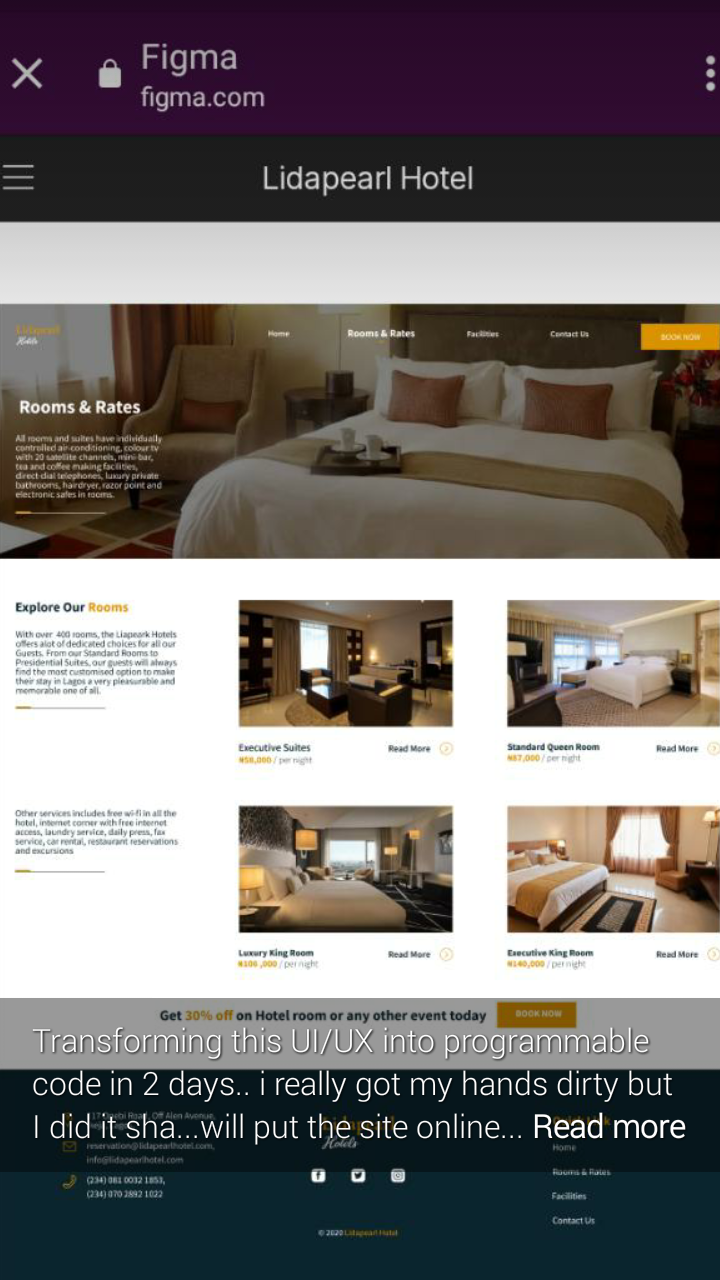 Figma
figma.com
Lidapearl Hotel
Lidapearl
Hotels
Home
Rooms & Rates
Facilities
Contact Us
BOOK NOW
Rooms & Rates
All rooms and suites have individually
controlled air-conditioning, colour tv
with 20 satellite channels, mini-bar,
tea and coffee making facilities,
direct-dial telephones, luxury private
bathrooms, hairdryer, razor point and
electronic safes in rooms.
Explore Our Rooms
With over 400 rooms, the Liapeark Hotels
offers alot of dedicated choices for all our
Guests. From our Standard Rooms to
Presidential Suites, our guests will always
find the most customised option to make
their stay in Lagos a very pleasurable and
memorable one of all.
Executive Suites
Read More
₦58,000 / per night
Standard Queen Room
Read More
₦87,000 / per night
Other services includes free wi-fi in all the
hotel, internet corner with free internet
access, laundry service, daily press, fax
service, car rental, restaurant reservations
and excursions
Luxury King Room
Read More
₦106 ,000 / per night
Executive King Room
Read More
₦140,000 / per night
Get 30% off on Hotel room or any other event today
BOOK NOW
Transforming this UI/UX into programmable
code in 2 days.. i really got my hands dirty but
I did it sha...will put the site online... Read more
Road, Off Alen Avenue,
Hotels
reservation@lidapearlhotel.com,
info@lidapearlhotel.com
(234) 081 0032 1853,
(234) 070 2892 1022
Home
Rooms & Rates
Facilities
Contact Us
© 2020 Lidapearl Hotel